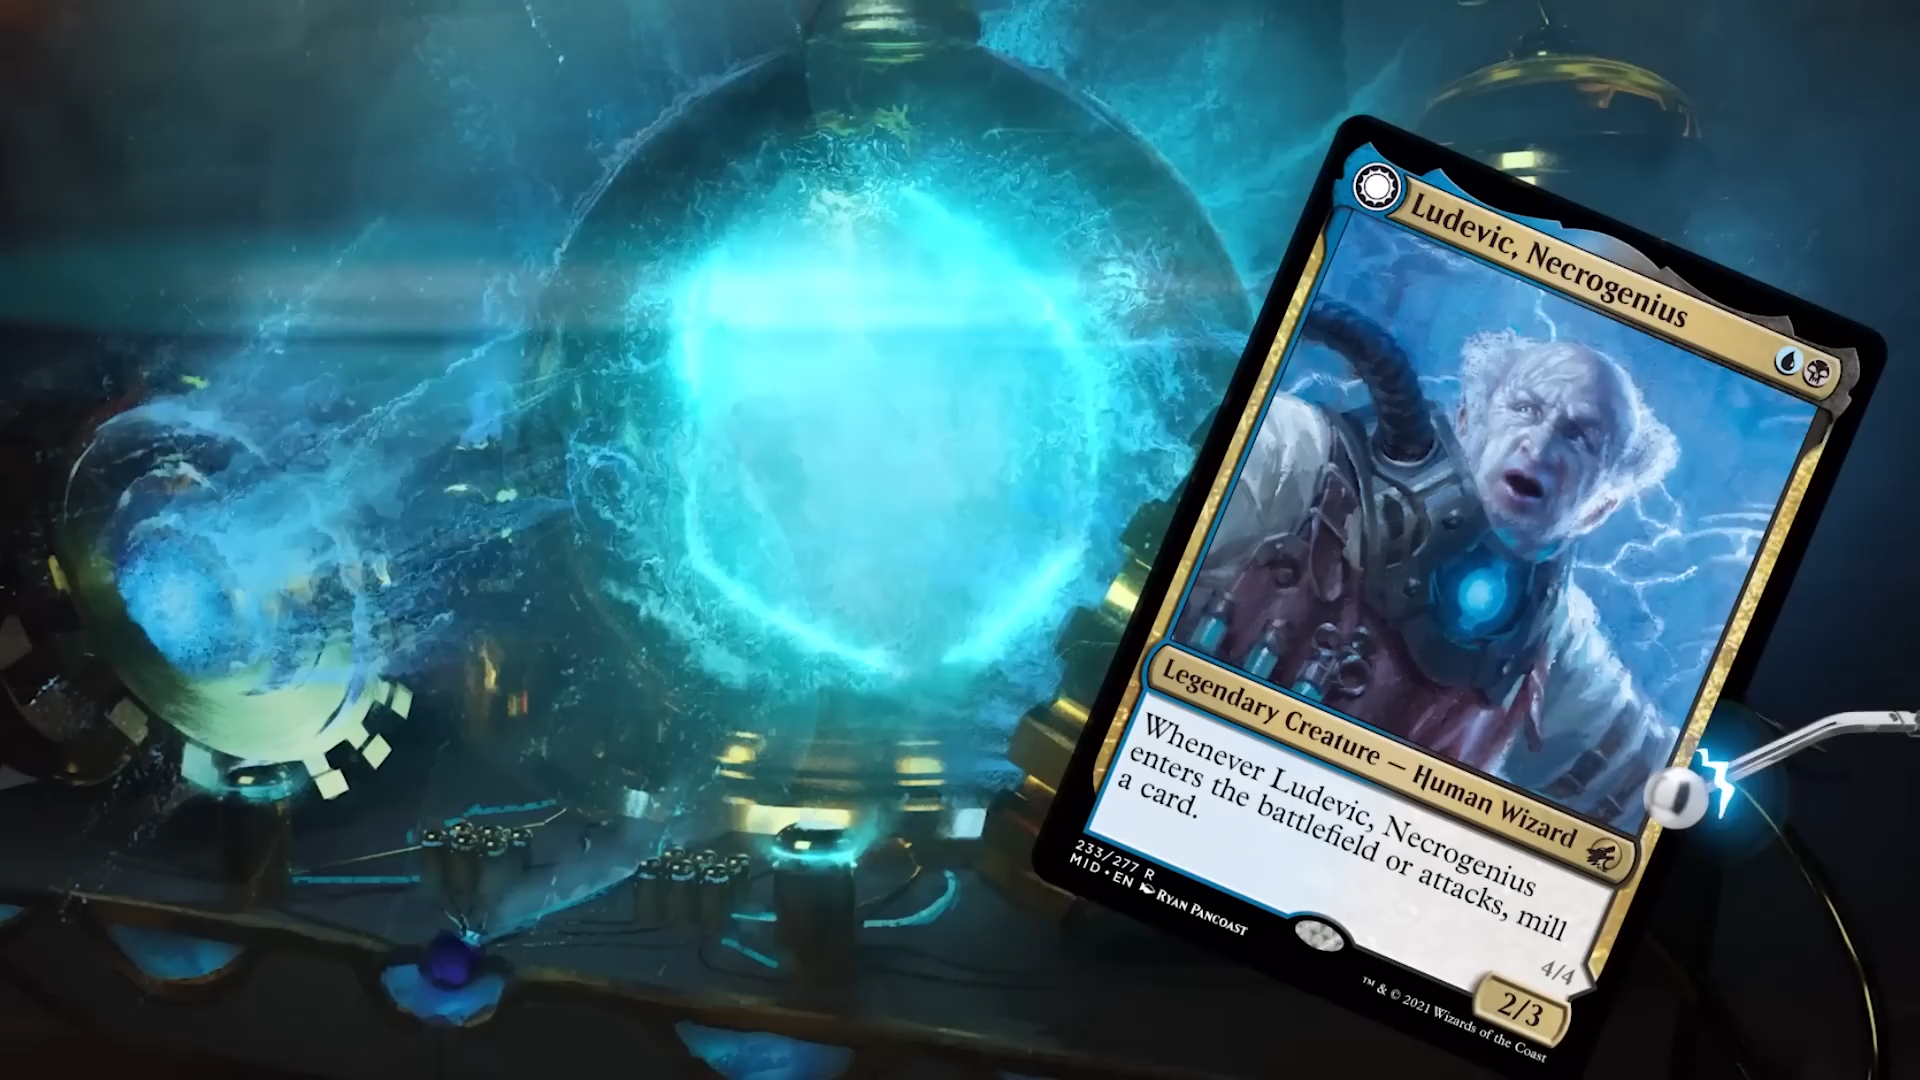 Ludevic, Necrogenius
Legendary Creature — Human Wizard
Whenever Ludevic, Necrogenius
enters the battlefield or attacks, mill
a card.
4/4
2/3
233/277 R
MID • EN RYAN PANCOAST
™ & © 2021 Wizards of the Coast